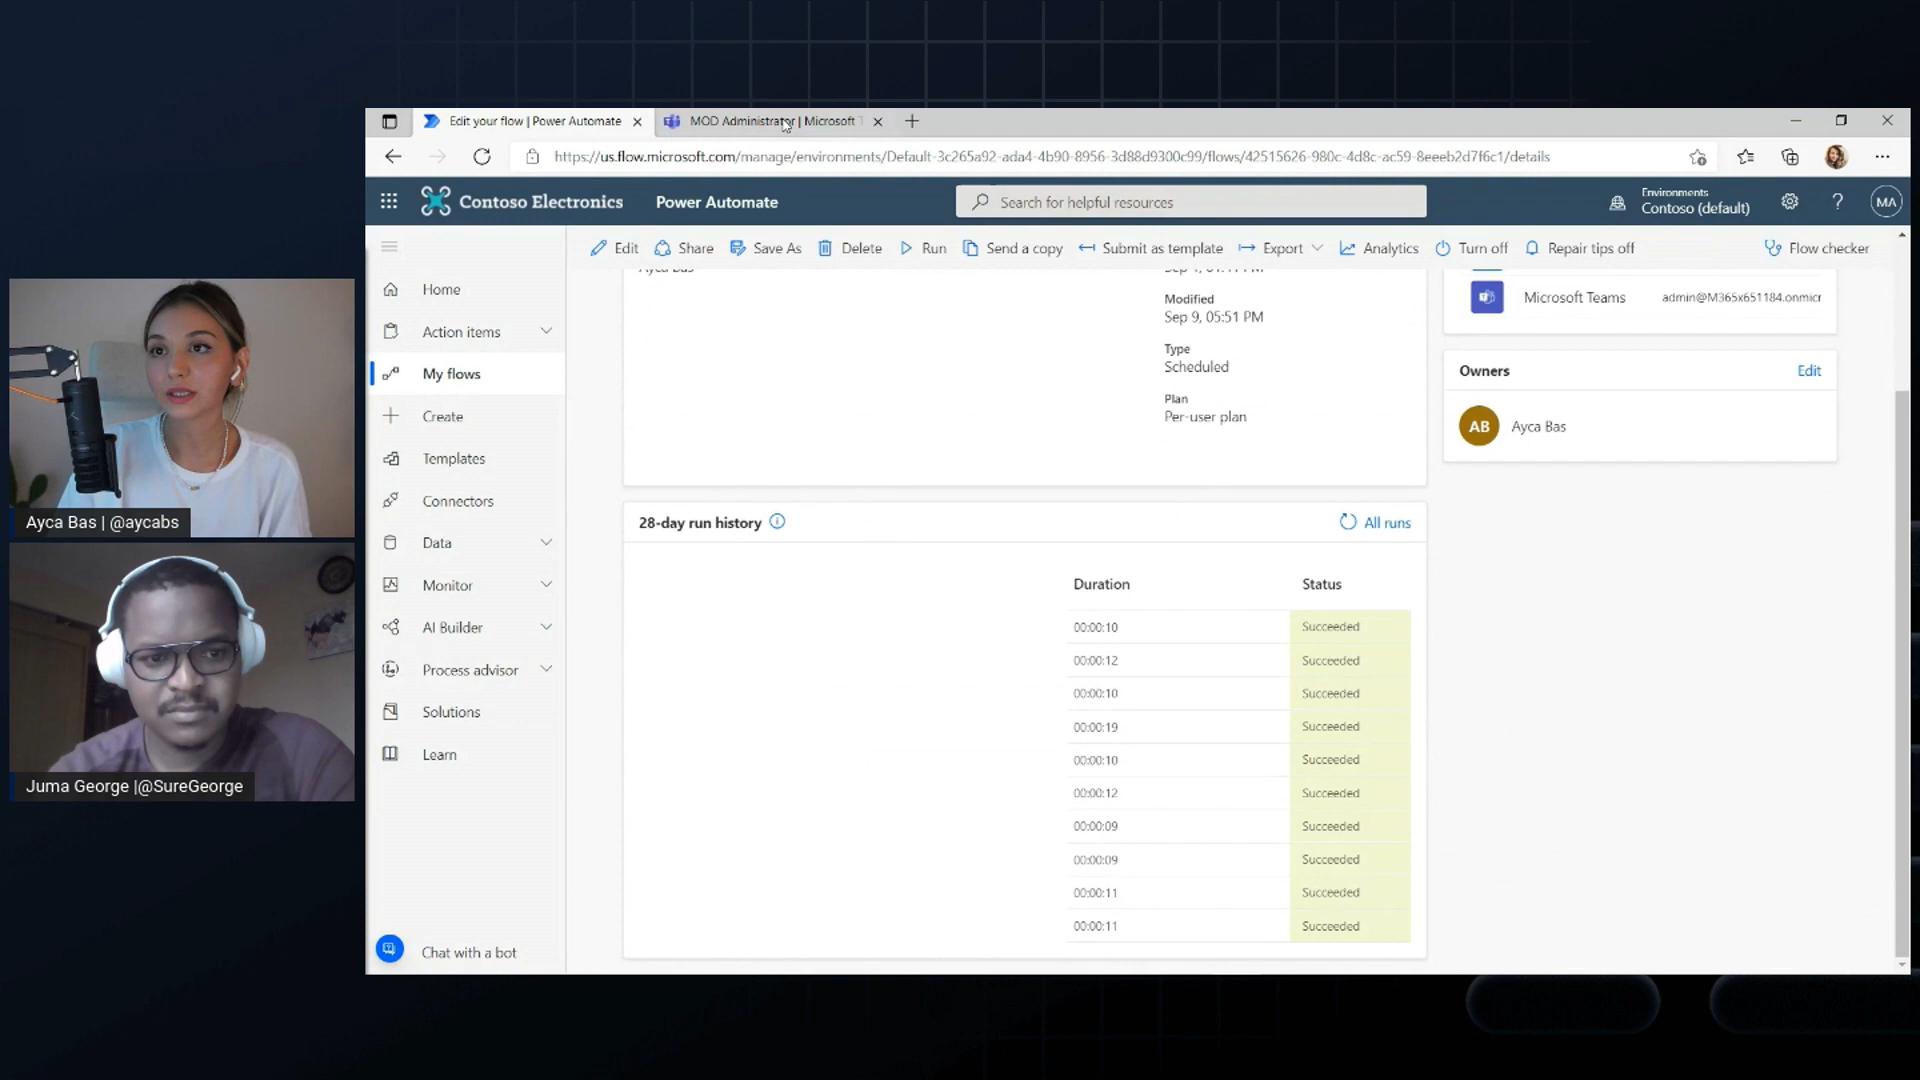 Edit your flow | Power Automate
MOD Administrator | Microsoft
https://us.flow.microsoft.com/manage/environments/Default-3c265a92-ada4-4b90-8956-3d88d9300c99/flows/42515626-980c-4d8c-ac59-8eeeb2d7f6c1/details
Contoso Electronics
Power Automate
Search for helpful resources
Environments
Contoso (default)
MA
Edit
Share
Save As
Delete
Run
Send a copy
Submit as template
Export
Analytics
Turn off
Repair tips off
Flow checker
Home
Action items
My flows
Create
Templates
Connectors
Data
Monitor
AI Builder
Process advisor
Solutions
Learn
Chat with a bot
Ayca Bas
Modified
Sep 9, 05:51 PM
Type
Scheduled
Plan
Per-user plan
Microsoft Teams admin@M365x651184.onmicr
Owners Edit
AB Ayca Bas
28-day run history
All runs
Duration Status
00:00:10 Succeeded
00:00:12 Succeeded
00:00:10 Succeeded
00:00:19 Succeeded
00:00:10 Succeeded
00:00:12 Succeeded
00:00:09 Succeeded
00:00:09 Succeeded
00:00:11 Succeeded
00:00:11 Succeeded
Ayca Bas | @aycabs
Juma George |@SureGeorge